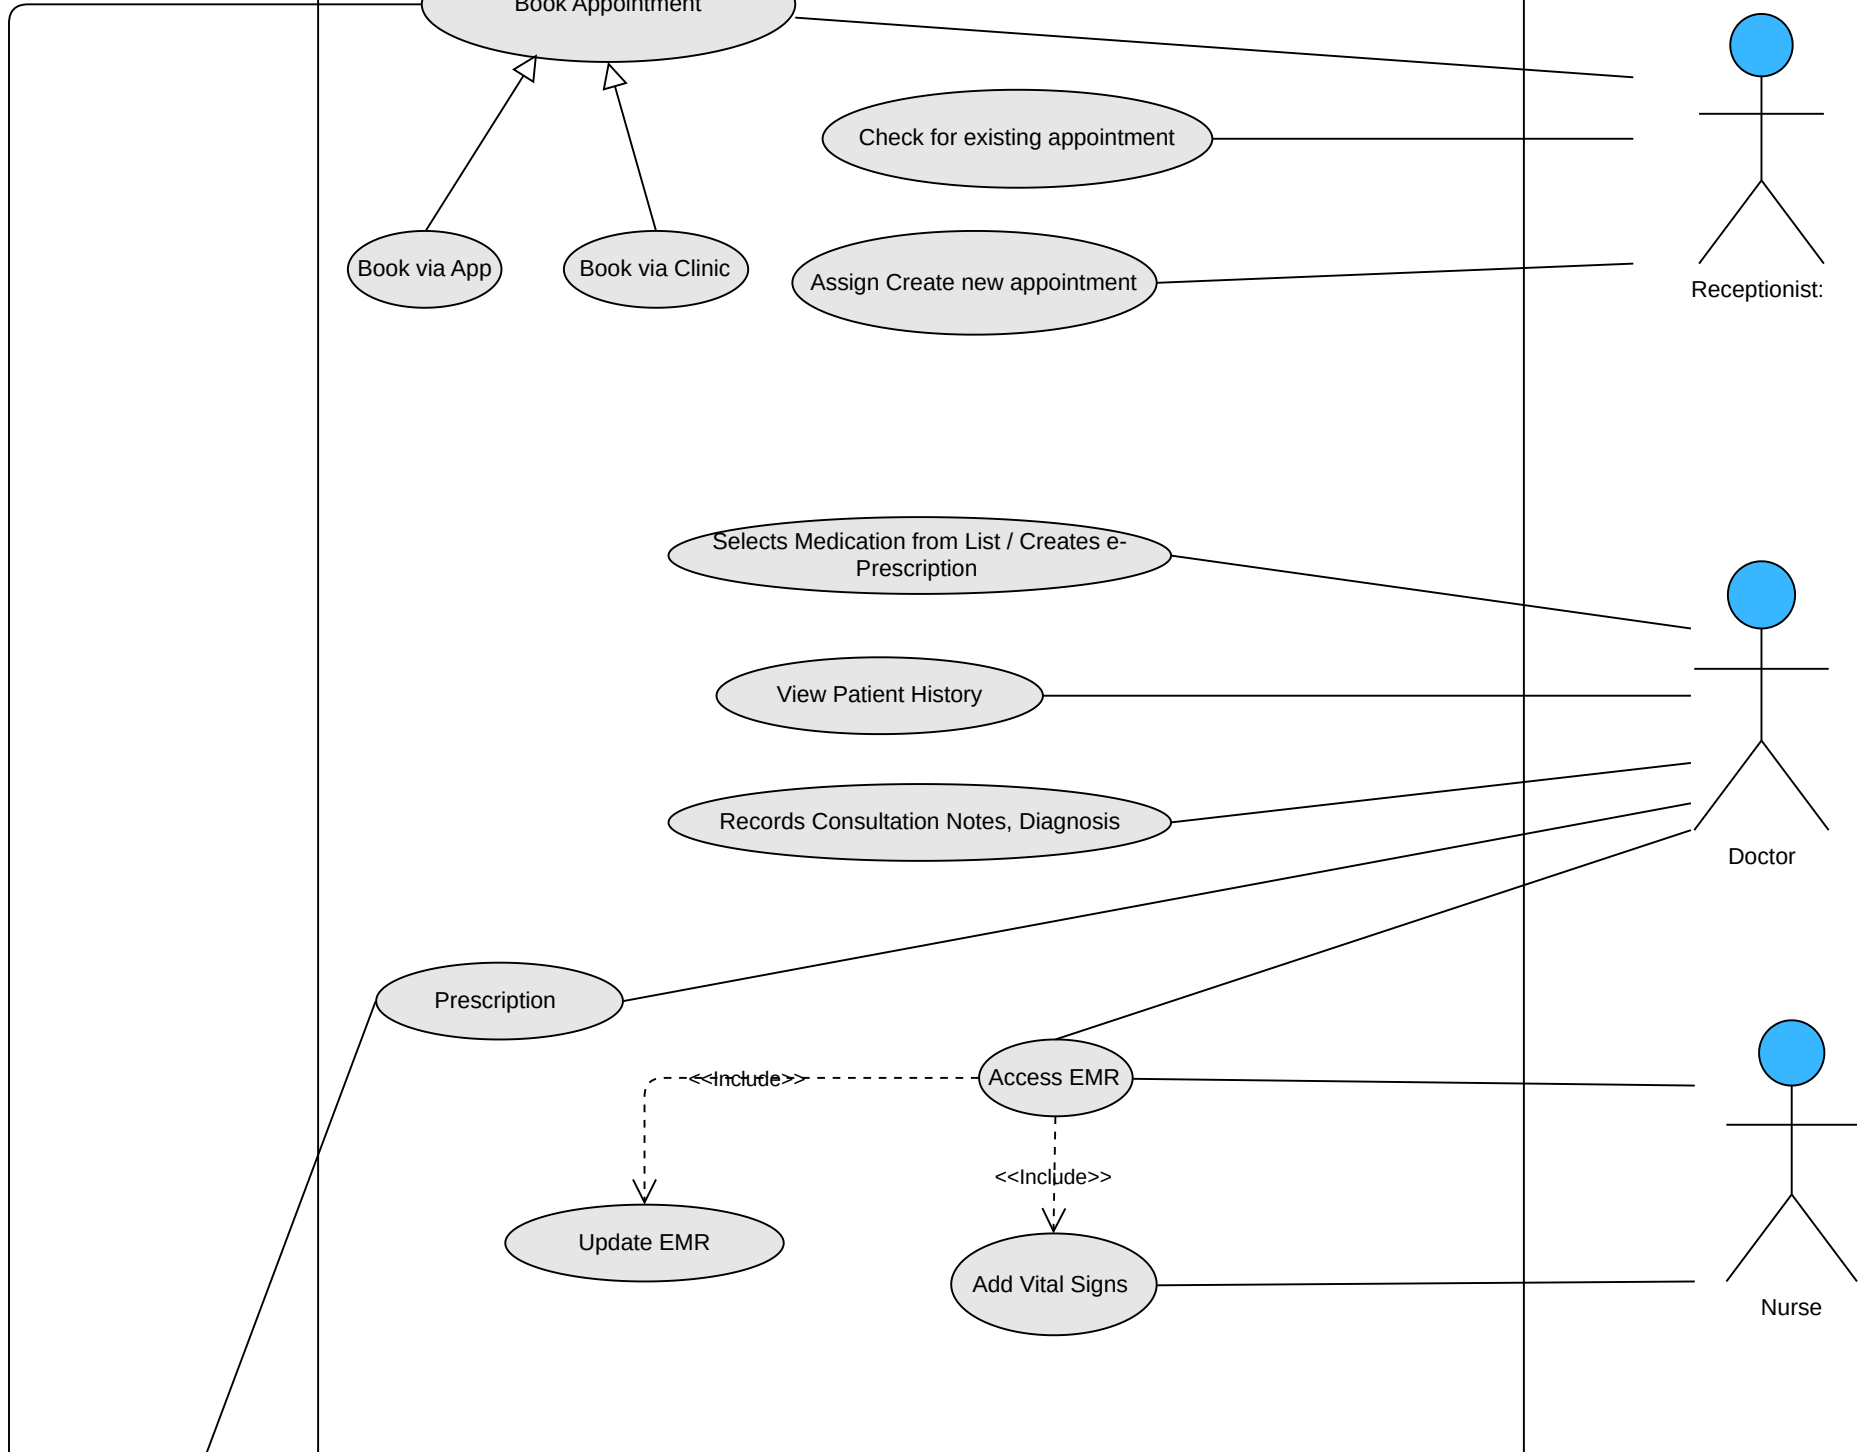 Book Appointment
Check for existing appointment
Book via App
Book via Clinic
Assign Create new appointment
Receptionist:
Selects Medication from List / Creates e-
Prescription
View Patient History
Records Consultation Notes, Diagnosis
Doctor
Prescription
Access EMR
<<Include>>
<<Include>>
Update EMR
Add Vital Signs
Nurse